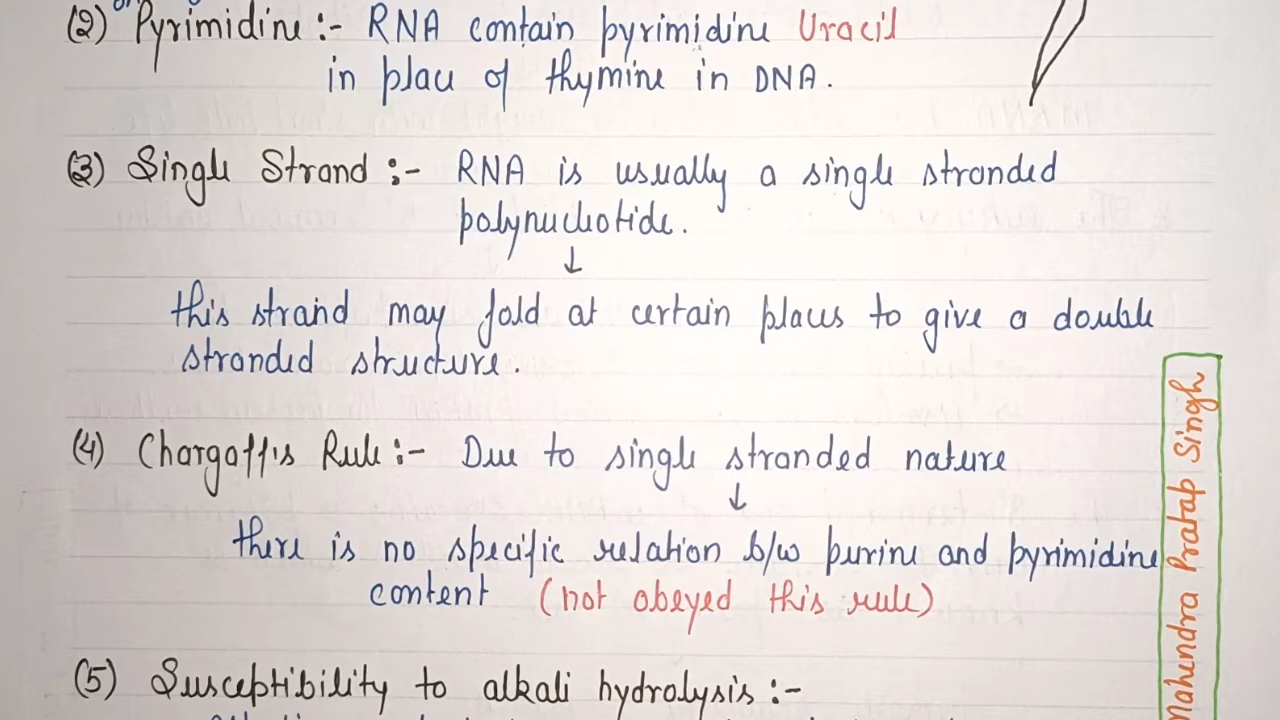 (2) Pyrimidine :- RNA contain pyrimidine Uracil
in place of thymine in DNA.
(3) Single Strand :- RNA is usually a single stranded
polynucleotide.
↓
this strand may fold at certain places to give a double
stranded structure.
(4) Chargaff's Rule :- Due to single stranded nature
↓
there is no specific relation b/w purine and pyrimidine
content (not obeyed this rule)
(5) Susceptibility to alkali hydrolysis :-
Mahendra Pratap Singh